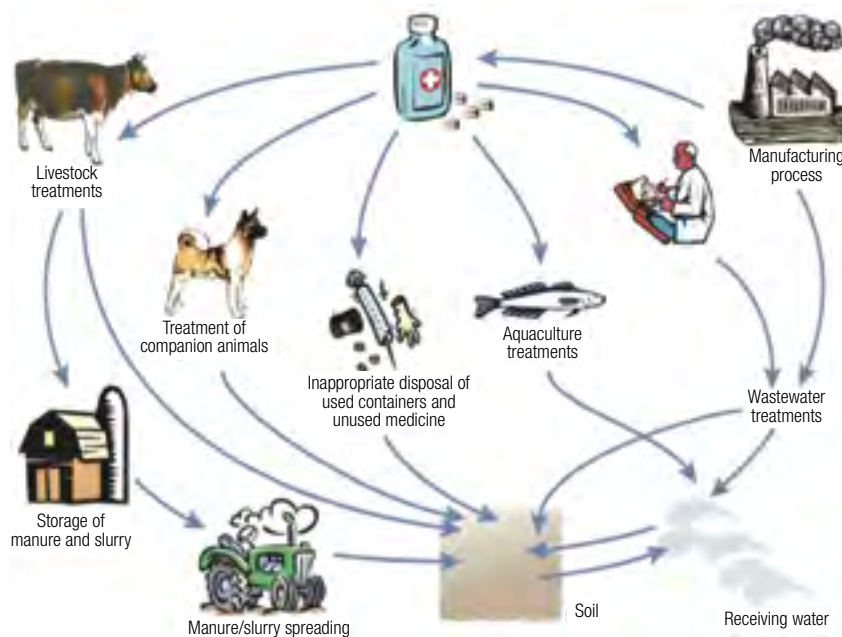 Livestock
treatments
Manufacturing
process
Treatment of
companion animals
Aquaculture
treatments
Inappropriate disposal of
used containers and
unused medicine
Wastewater
treatments
Storage of
manure and slurry
Manure/slurry spreading
Soil
Receiving water